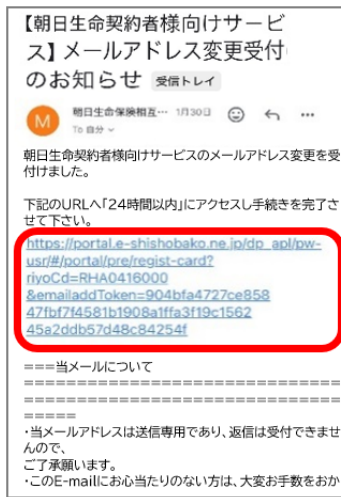 【朝日生命契約者様向けサービ
ス】メールアドレス変更受付
のお知らせ 受信トレイ
M 朝日生命保険相互… 1月30日
To 自分
朝日生命契約者様向けサービスのメールアドレス変更を受
付けました。
下記のURLへ「24時間以内」にアクセスし手続きを完了さ
せて下さい。
https://portal.e-shishobako.ne.jp/dp_apl/pw-
usr/#/portal/pre/regist-card?
riyoCd=RHA0416000
&emailaddToken=904bfa4727ce858
47fbf7f4581b1908a1ffa3f19c1562
45a2ddb57d48c84254f
===当メールについて
==============================
==============================
=====
・当メールアドレスは送信専用であり、返信は受付できませ
んので、
ご了承願います。
・このE-mailにお心当たりのない方は、大変お手数をおか